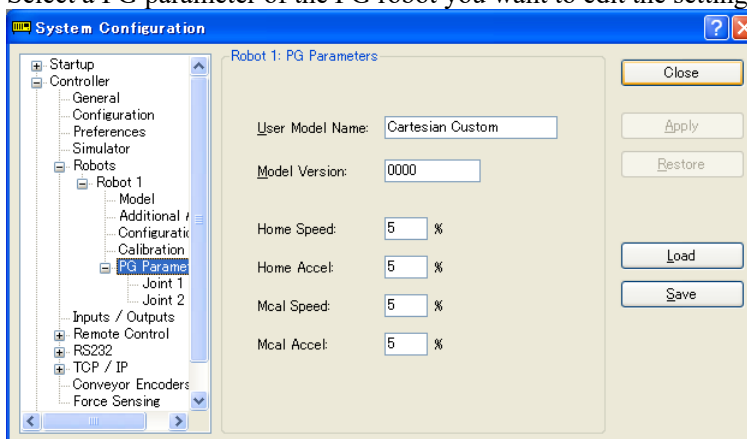 Select a PG parameter of the PG robot you want to edit the setting
System Configuration
Startup
Controller
General
Configuration
Preferences
Simulator
Robots
Robot 1
Model
Additional
Configuratic
Calibration
PG Parame
Joint 1
Joint 2
Inputs / Outputs
Remote Control
RS232
TCP / IP
Conveyor Encoders
Force Sensing
Robot 1: PG Parameters
User Model Name: Cartesian Custom
Model Version: 0000
Home Speed: 5 %
Home Accel: 5 %
Mcal Speed: 5 %
Mcal Accel: 5 %
Close
Apply
Restore
Load
Save